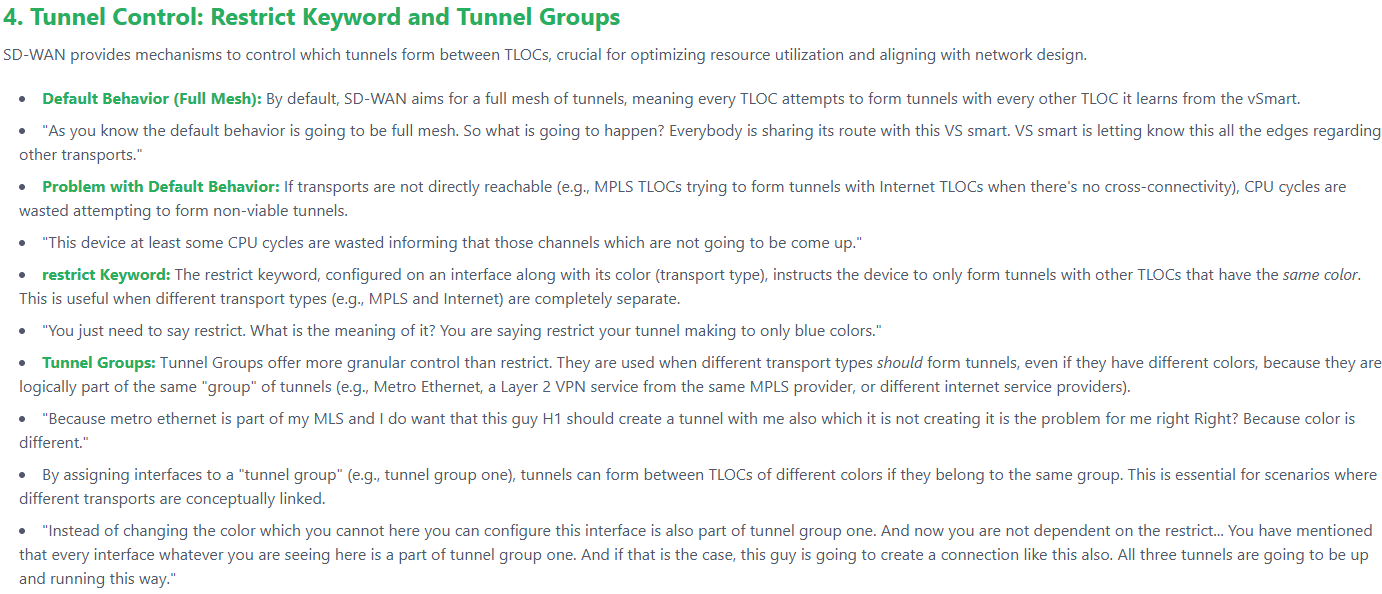 4. Tunnel Control: Restrict Keyword and Tunnel Groups
SD-WAN provides mechanisms to control which tunnels form between TLOCs, crucial for optimizing resource utilization and aligning with network design.
• Default Behavior (Full Mesh): By default, SD-WAN aims for a full mesh of tunnels, meaning every TLOC attempts to form tunnels with every other TLOC it learns from the vSmart.
• "As you know the default behavior is going to be full mesh. So what is going to happen? Everybody is sharing its route with this VS smart. VS smart is letting know this all the edges regarding
other transports."
• Problem with Default Behavior: If transports are not directly reachable (e.g., MPLS TLOCs trying to form tunnels with Internet TLOCs when there's no cross-connectivity), CPU cycles are
wasted attempting to form non-viable tunnels.
• "This device at least some CPU cycles are wasted informing that those channels which are not going to be come up."
• restrict Keyword: The restrict keyword, configured on an interface along with its color (transport type), instructs the device to only form tunnels with other TLOCs that have the same color.
This is useful when different transport types (e.g., MPLS and Internet) are completely separate.
• "You just need to say restrict. What is the meaning of it? You are saying restrict your tunnel making to only blue colors."
• Tunnel Groups: Tunnel Groups offer more granular control than restrict. They are used when different transport types should form tunnels, even if they have different colors, because they are
logically part of the same "group" of tunnels (e.g., Metro Ethernet, a Layer 2 VPN service from the same MPLS provider, or different internet service providers).
• "Because metro ethernet is part of my MLS and I do want that this guy H1 should create a tunnel with me also which it is not creating it is the problem for me right Right? Because color is
different."
• By assigning interfaces to a "tunnel group" (e.g., tunnel group one), tunnels can form between TLOCs of different colors if they belong to the same group. This is essential for scenarios where
different transports are conceptually linked.
• "Instead of changing the color which you cannot here you can configure this interface is also part of tunnel group one. And now you are not dependent on the restrict... You have mentioned
that every interface whatever you are seeing here is a part of tunnel group one. And if that is the case, this guy is going to create a connection like this also. All three tunnels are going to be up
and running this way."